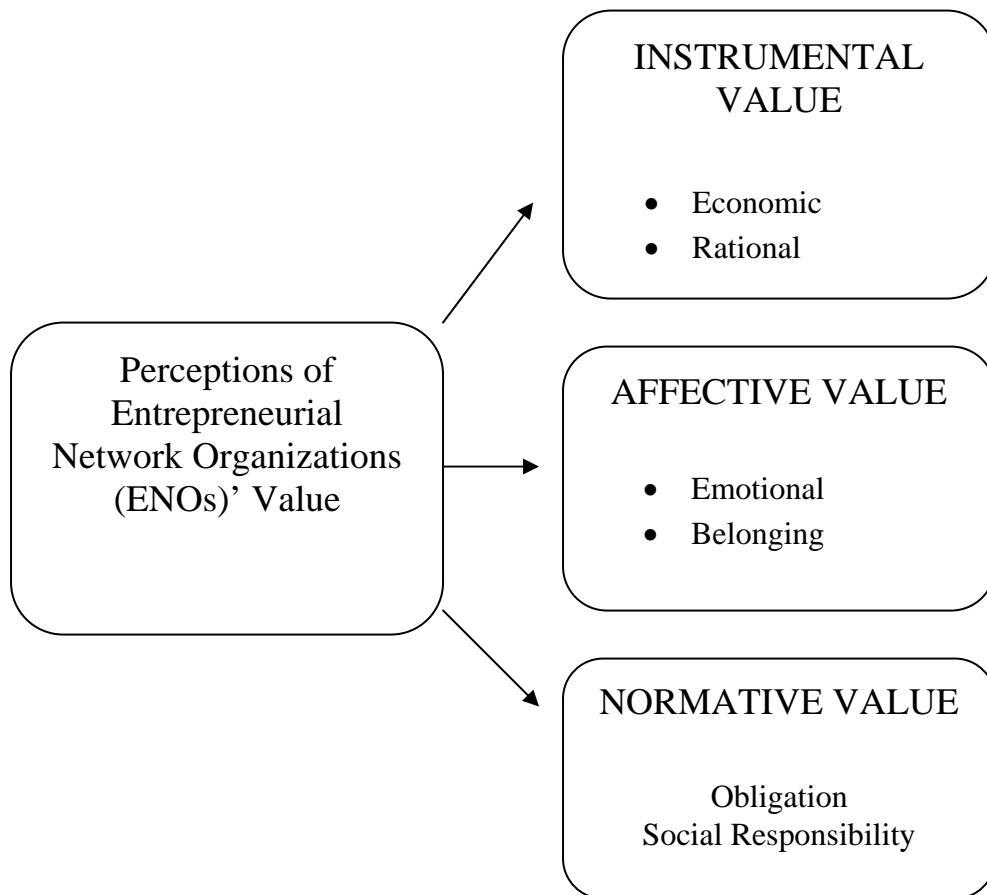 Perceptions of
Entrepreneurial
Network Organizations
(ENOs)’ Value
INSTRUMENTAL
VALUE
• Economic
• Rational
AFFECTIVE VALUE
• Emotional
• Belonging
NORMATIVE VALUE
Obligation
Social Responsibility